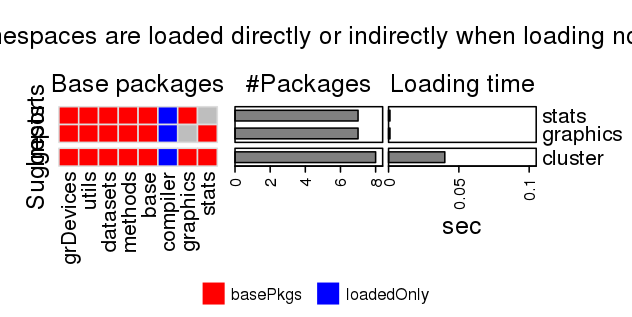 nespaces are loaded directly or indirectly when loading no
Base packages #Packages Loading time
Imports
Suggests
stats
graphics
cluster
grDevices utils datasets methods base compiler graphics stats
0 2 4 6 8
0 0.05 0.1
sec
basePkgs loadedOnly